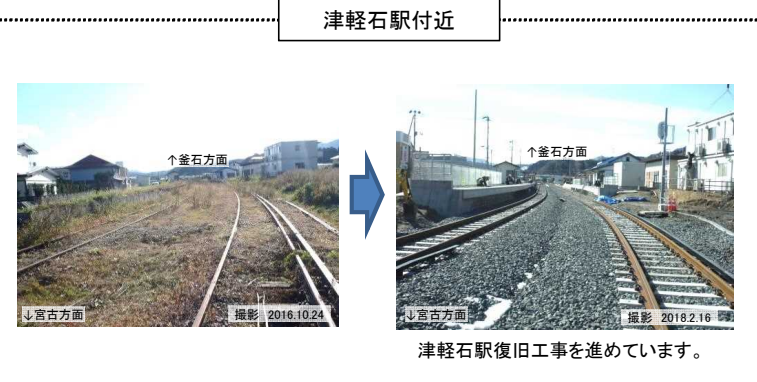 津軽石駅付近
↑釜石方面
↓宮古方面
撮影 2016.10.24
↑釜石方面
↓宮古方面
撮影 2018.2.16
津軽石駅復旧工事を進めています。